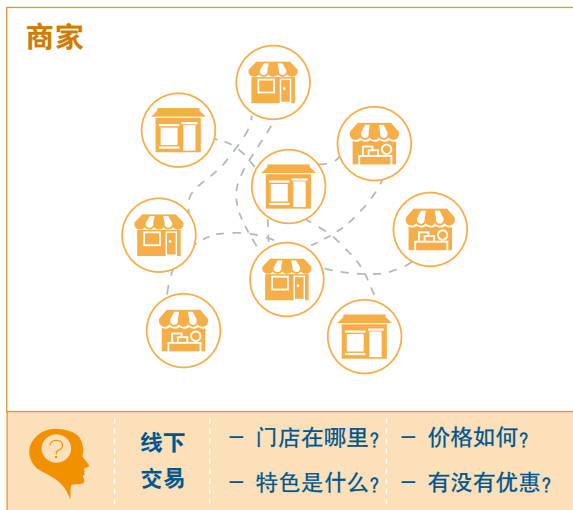 商家
?
线下
交易
– 门店在哪里?
– 价格如何?
– 特色是什么?
– 有没有优惠?